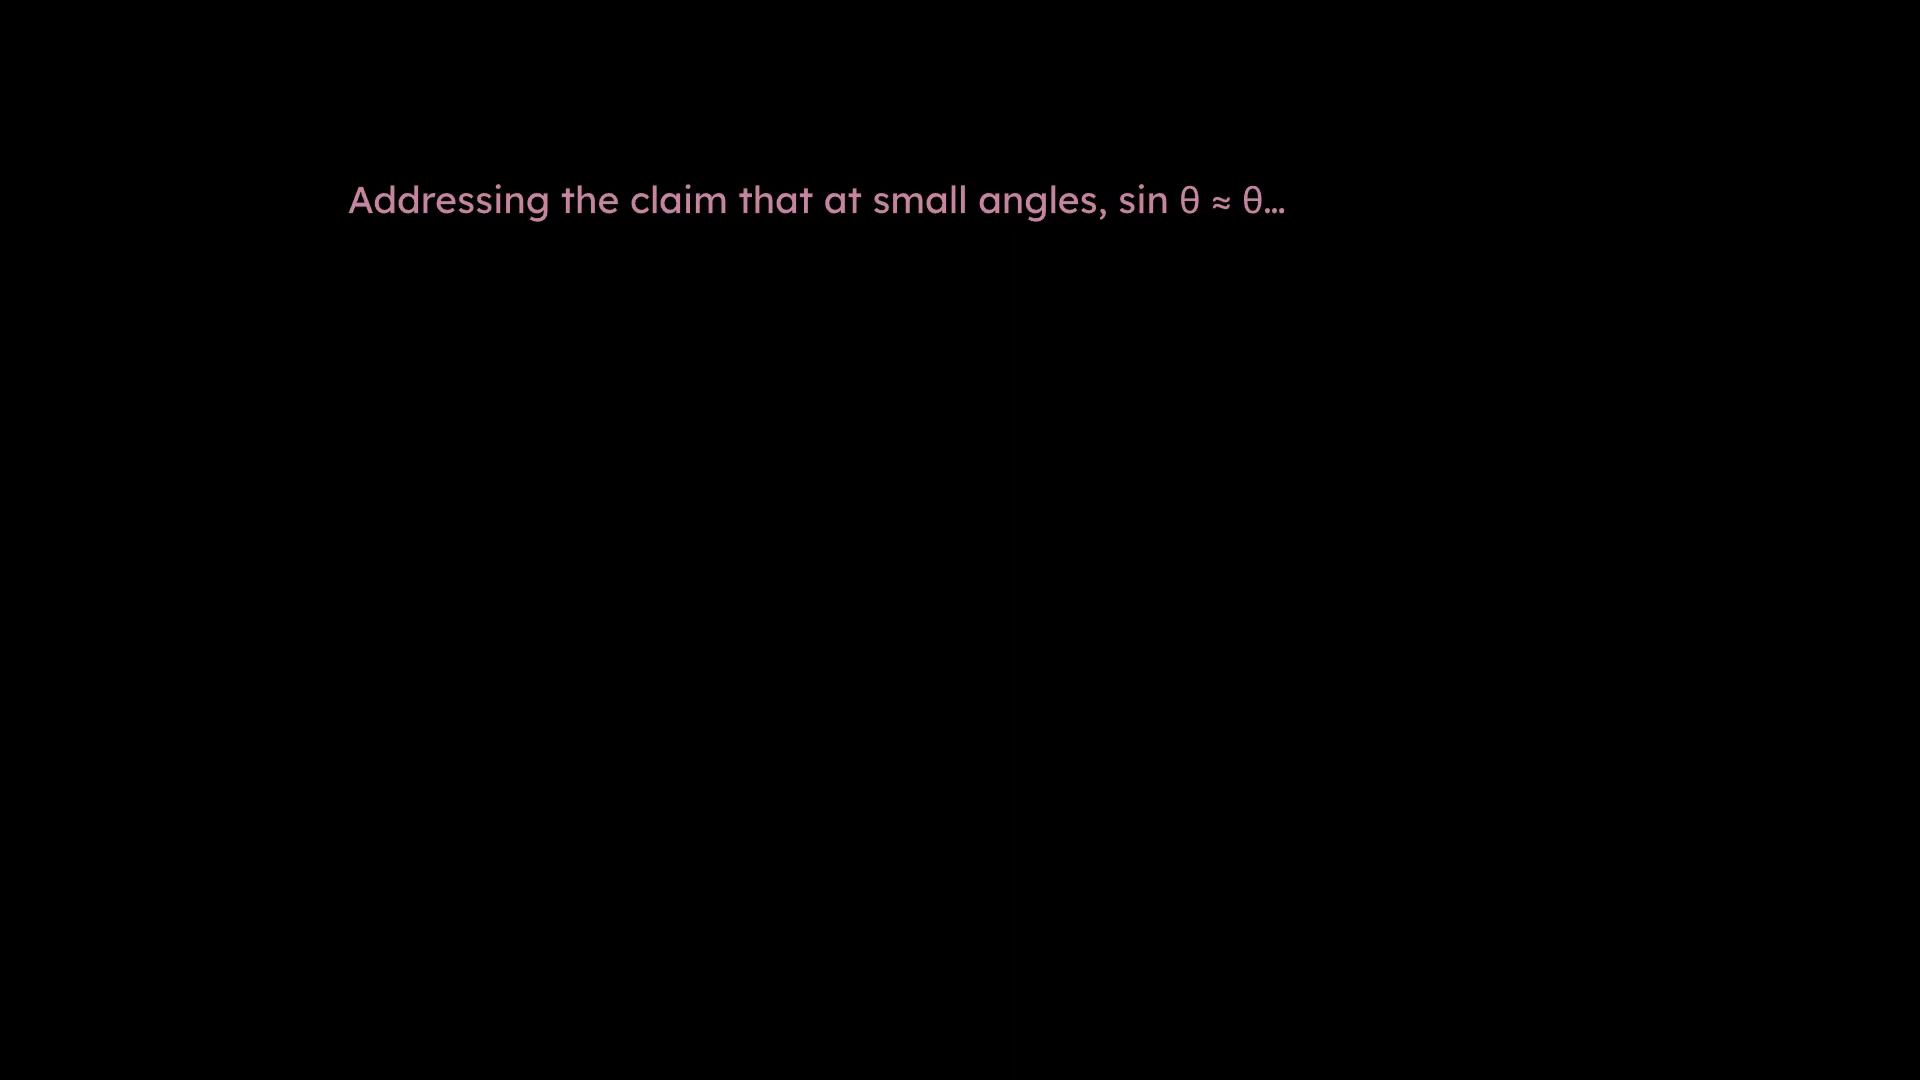 Addressing the claim that at small angles, sin θ ≈ θ...